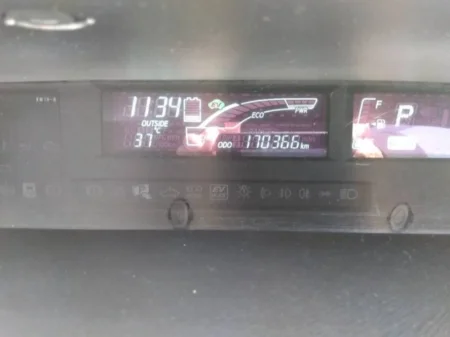 11:34
OUTSIDE
°C
37
ECO
PWR
ODO 170366 km
F
P